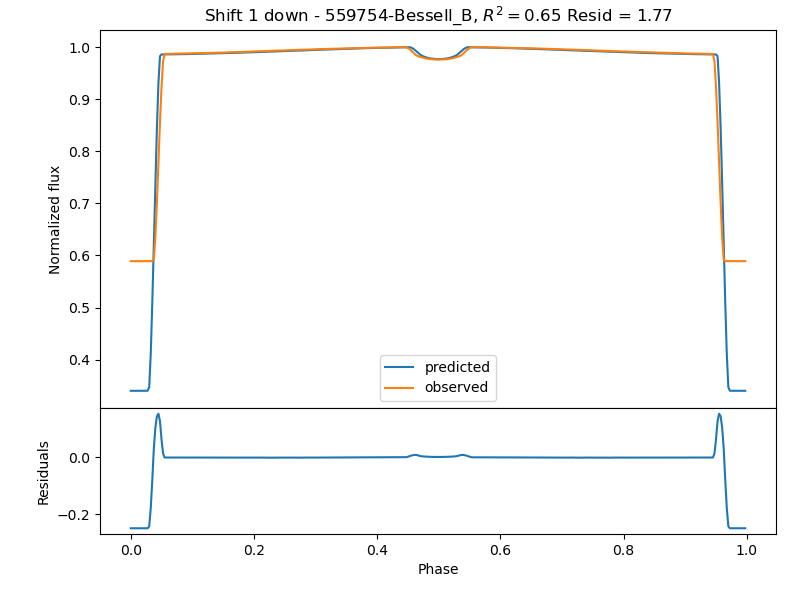 Shift 1 down - 559754-Bessell_B, R² = 0.65 Resid = 1.77
1.0
0.9
0.8
0.7
0.6
0.5
0.4
Normalized flux
predicted
observed
0.0
−0.2
Residuals
0.0 0.2 0.4 0.6 0.8 1.0
Phase